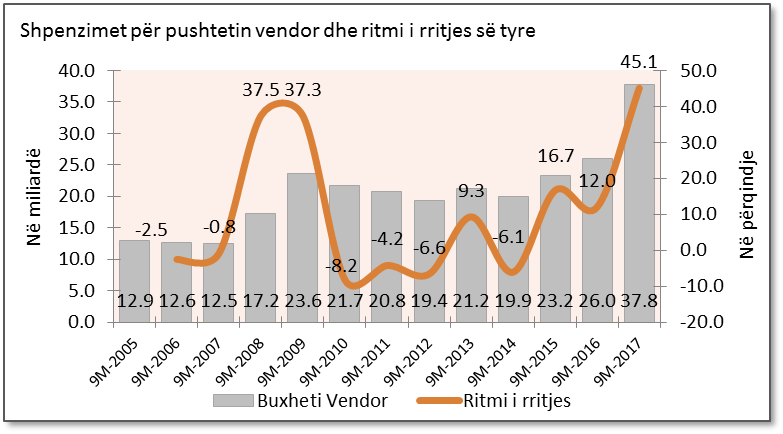 Shpenzimet për pushtetin vendor dhe ritmi i rritjes së tyre
Në miliardë
40.0
35.0
30.0
25.0
20.0
15.0
10.0
5.0
0.0
-2.5
-0.8
37.5
37.3
-8.2
-4.2
-6.6
9.3
-6.1
16.7
12.0
45.1
12.9
12.6
12.5
17.2
23.6
21.7
20.8
19.4
21.2
19.9
23.2
26.0
37.8
50.0
40.0
30.0
20.0
10.0
0.0
-10.0
-20.0
Në përqindje
9M-2005
9M-2006
9M-2007
9M-2008
9M-2009
9M-2010
9M-2011
9M-2012
9M-2013
9M-2014
9M-2015
9M-2016
9M-2017
Buxheti Vendor
Ritmi i rritjes